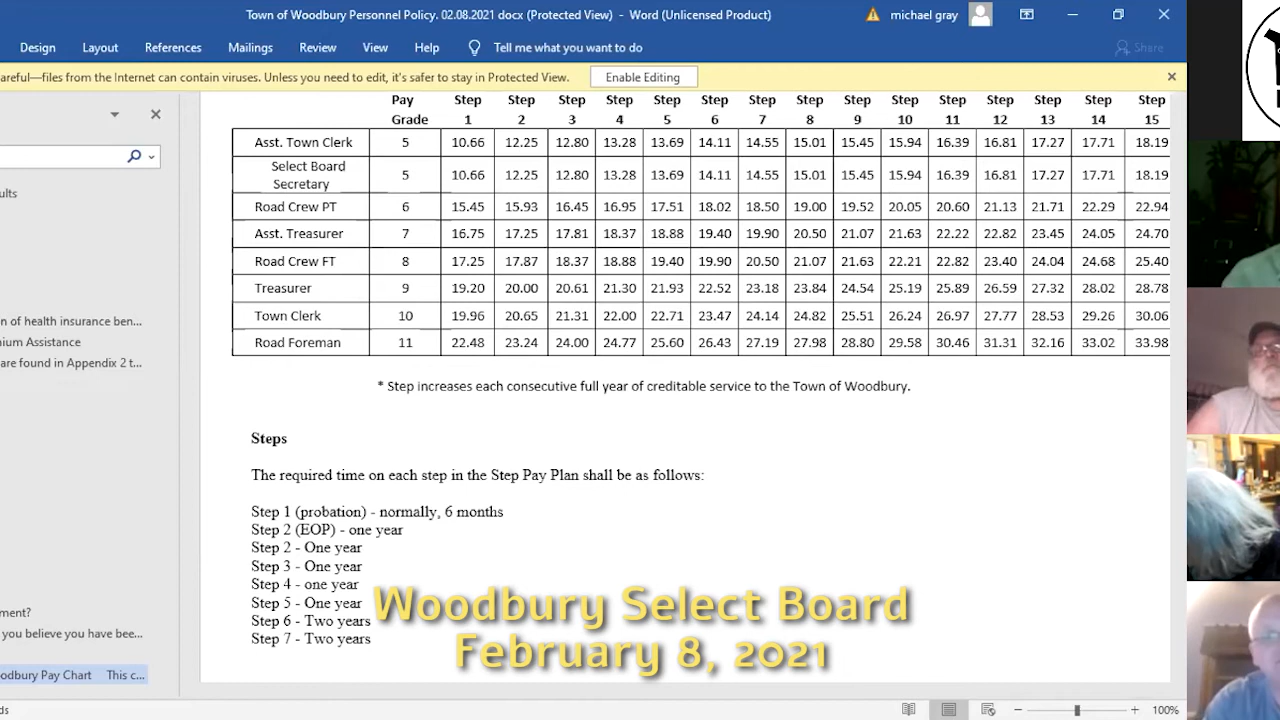 Town of Woodbury Personnel Policy. 02.08.2021 docx (Protected View) - Word (Unlicensed Product) michael gray
Design Layout References Mailings Review View Help Tell me what you want to do Share
areful—files from the Internet can contain viruses. Unless you need to edit, it's safer to stay in Protected View. Enable Editing
Pay Grade Step 1 Step 2 Step 3 Step 4 Step 5 Step 6 Step 7 Step 8 Step 9 Step 10 Step 11 Step 12 Step 13 Step 14 Step 15
Asst. Town Clerk 5 10.66 12.25 12.80 13.28 13.69 14.11 14.55 15.01 15.45 15.94 16.39 16.81 17.27 17.71 18.19
Select Board Secretary 5 10.66 12.25 12.80 13.28 13.69 14.11 14.55 15.01 15.45 15.94 16.39 16.81 17.27 17.71 18.19
Road Crew PT 6 15.45 15.93 16.45 16.95 17.51 18.02 18.50 19.00 19.52 20.05 20.60 21.13 21.71 22.29 22.94
Asst. Treasurer 7 16.75 17.25 17.81 18.37 18.88 19.40 19.90 20.50 21.07 21.63 22.22 22.82 23.45 24.05 24.70
Road Crew FT 8 17.25 17.87 18.37 18.88 19.40 19.90 20.50 21.07 21.63 22.21 22.82 23.40 24.04 24.68 25.40
Treasurer 9 19.20 20.00 20.61 21.30 21.93 22.52 23.18 23.84 24.54 25.19 25.89 26.59 27.32 28.02 28.78
Town Clerk 10 19.96 20.65 21.31 22.00 22.71 23.47 24.14 24.82 25.51 26.24 26.97 27.77 28.53 29.26 30.06
Road Foreman 11 22.48 23.24 24.00 24.77 25.60 26.43 27.19 27.98 28.80 29.58 30.46 31.31 32.16 33.02 33.98
* Step increases each consecutive full year of creditable service to the Town of Woodbury.
Steps
The required time on each step in the Step Pay Plan shall be as follows:
Step 1 (probation) - normally, 6 months
Step 2 (EOP) - one year
Step 2 - One year
Step 3 - One year
Step 4 - one year
Step 5 - One year
Step 6 - Two years
Step 7 - Two years
ults
n of health insurance ben...
nium Assistance
are found in Appendix 2 t...
ment?
you believe you have bee...
odbury Pay Chart This c...
Woodbury Select Board
February 8, 2021
ds
100%